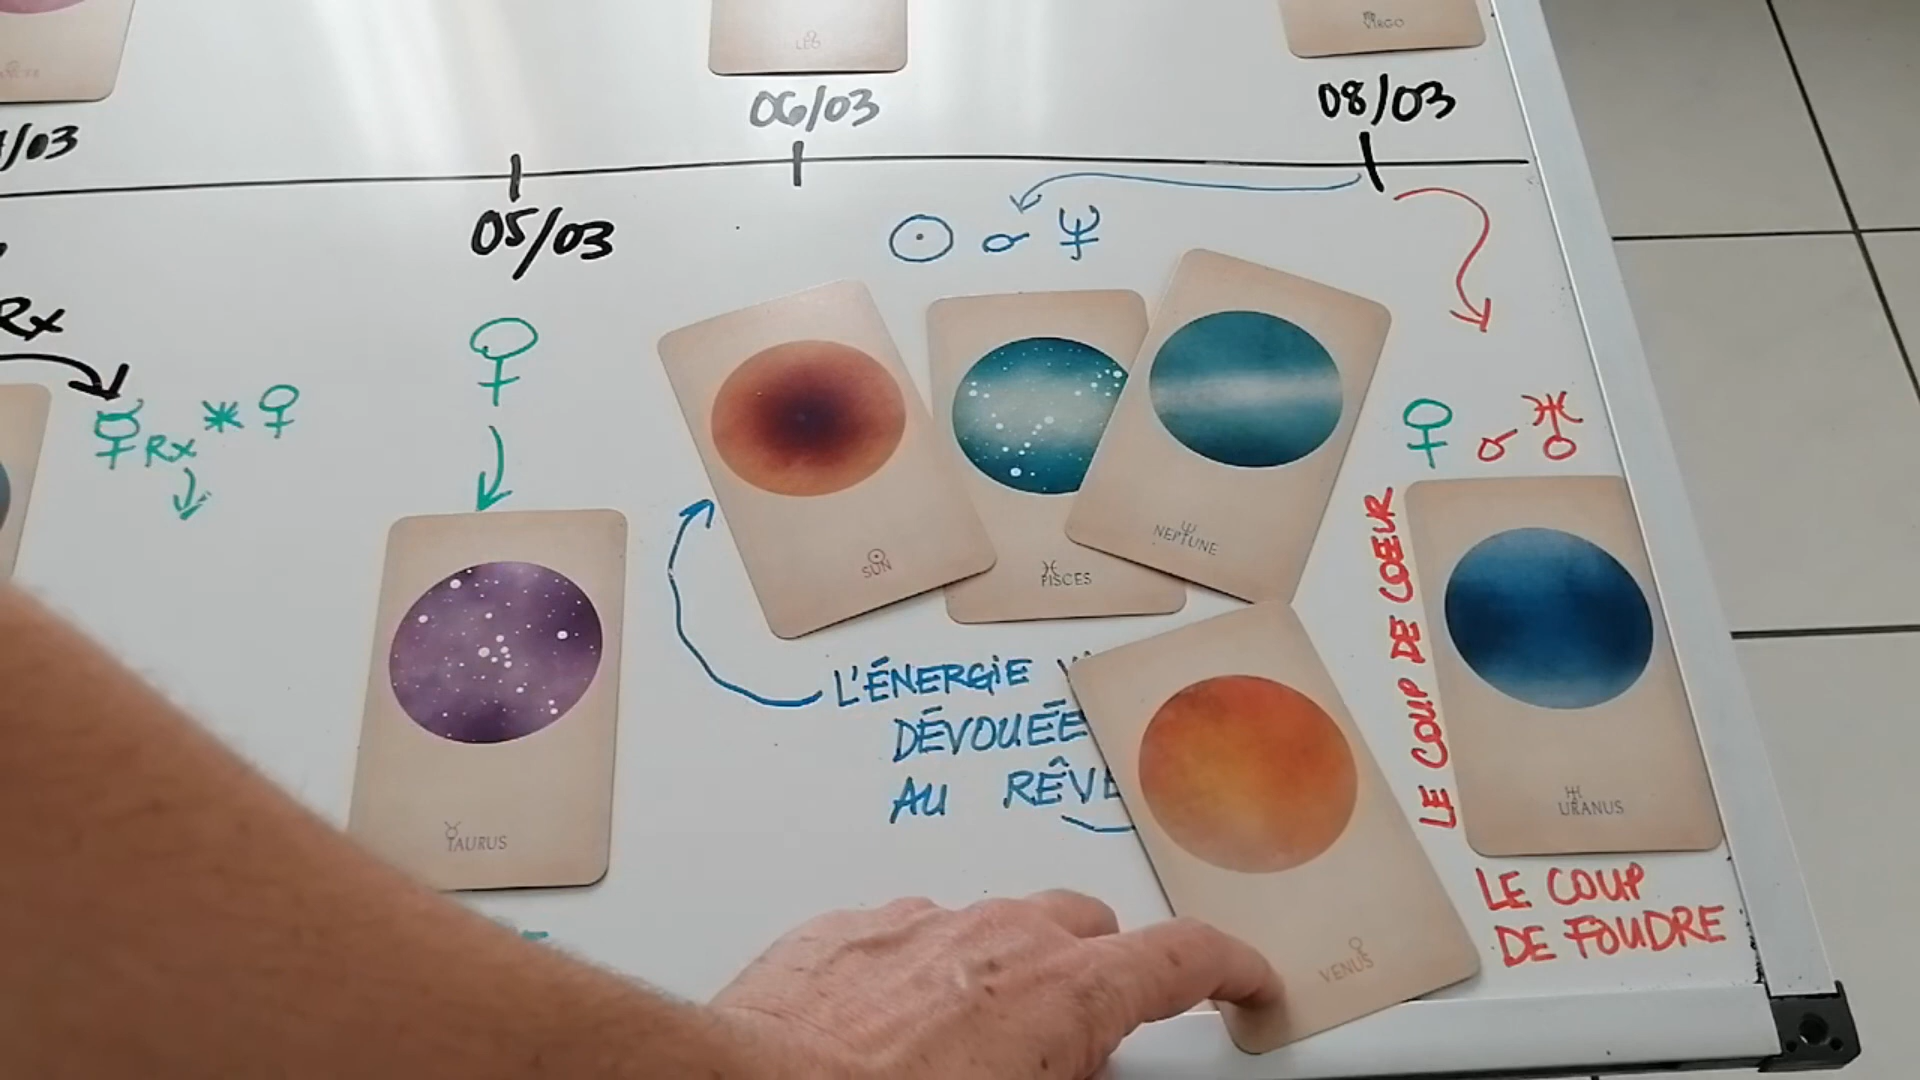 LEO
VIRGO
06/03
08/03
/03
05/03
Rx
☉ ☌ ♆
♀
☿ Rx ⚹ ♀
♀ ☌ ♅
SUN
PISCES
NEPTUNE
TAURUS
L'ÉNERGIE
DÉVOUÉE
AU RÊVE
VENUS
URANUS
LE COUP DE COEUR
LE COUP
DE FOUDRE